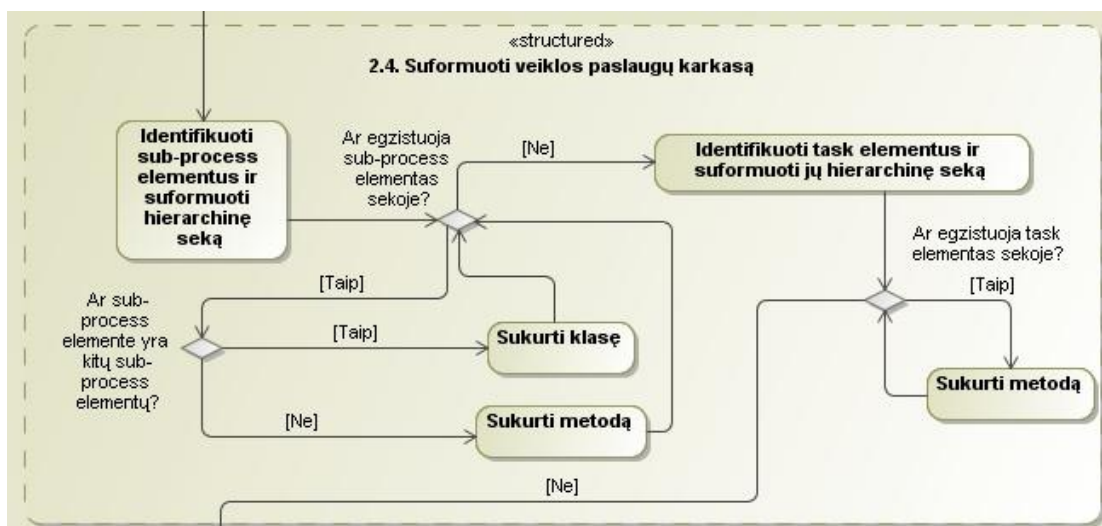 «structured»
2.4. Suformuoti veiklos paslaugų karkasą
Identifikuoti
sub-process
elementus ir
suformuoti
hierarchinę
seką
Ar egzistuoja
sub-process
elementas
sekoje?
[Ne]
Identifikuoti task elementus ir
suformuoti jų hierarchinę seką
Ar egzistuoja task
elementas sekoje?
[Taip]
Sukurti metodą
[Taip]
Ar sub-
process
elemente yra
kitų sub-
process
elementų?
[Taip]
Sukurti klasę
[Ne]
Sukurti metodą
[Ne]